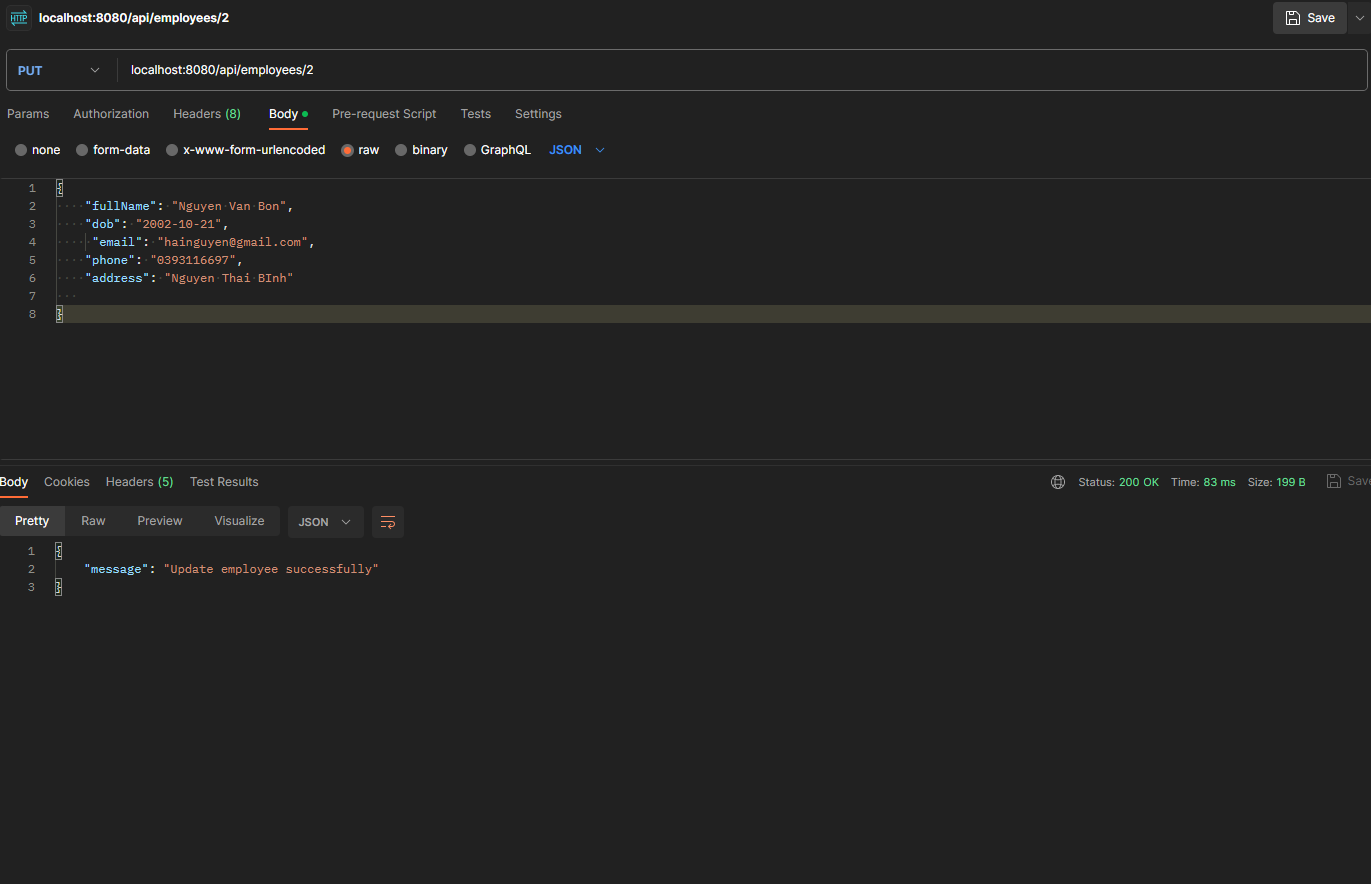 HTTP localhost:8080/api/employees/2 Save
PUT localhost:8080/api/employees/2
Params Authorization Headers (8) Body Pre-request Script Tests Settings
none form-data x-www-form-urlencoded raw binary GraphQL JSON
1 {
2 "fullName": "Nguyen Van Bon",
3 "dob": "2002-10-21",
4 "email": "hainguyen@gmail.com",
5 "phone": "0393116697",
6 "address": "Nguyen Thai BInh"
7
8 }
Body Cookies Headers (5) Test Results Status: 200 OK Time: 83 ms Size: 199 B Save
Pretty Raw Preview Visualize JSON
1 {
2 "message": "Update employee successfully"
3 }